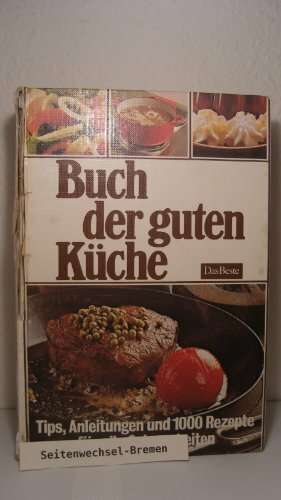 Buch
der guten
Küche
Das Beste
Tips, Anleitungen und 1000 Rezepte
Seitenwechsel-Bremen